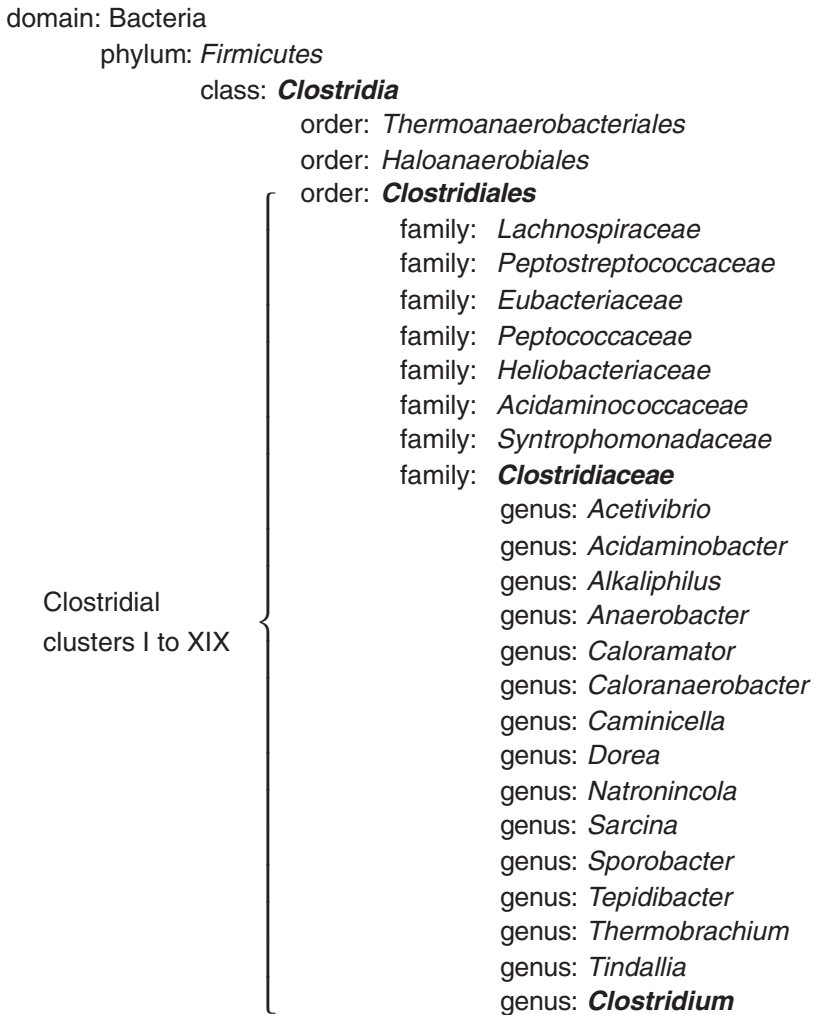 domain: Bacteria
phylum: Firmicutes
class: Clostridia
order: Thermoanaerobacteriales
order: Haloanaerobiales
order: Clostridiales
family: Lachnospiraceae
family: Peptostreptococcaceae
family: Eubacteriaceae
family: Peptococcaceae
family: Heliobacteriaceae
family: Acidaminococcaceae
family: Syntrophomonadaceae
family: Clostridiaceae
genus: Acetivibrio
genus: Acidaminobacter
genus: Alkaliphilus
genus: Anaerobacter
genus: Caloramator
genus: Caloranaerobacter
genus: Caminicella
genus: Dorea
genus: Natronincola
genus: Sarcina
genus: Sporobacter
genus: Tepidibacter
genus: Thermobrachium
genus: Tindallia
genus: Clostridium
Clostridial
clusters I to XIX